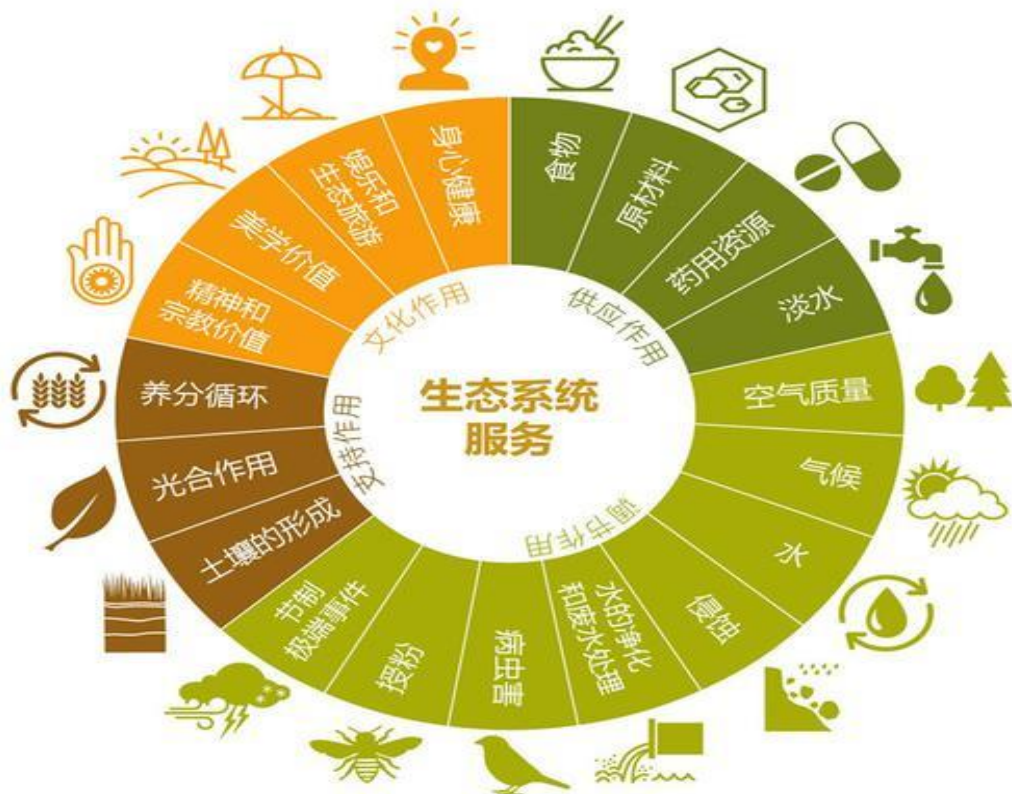 生态系统
服务
供应作用
食物
原材料
药用资源
淡水
调节作用
空气质量
气候
水
侵蚀
水的净化
和废水处理
病虫害
授粉
节制
极端事件
支持作用
土壤的形成
光合作用
养分循环
文化作用
精神和
宗教价值
美学价值
娱乐和
生态旅游
身心健康